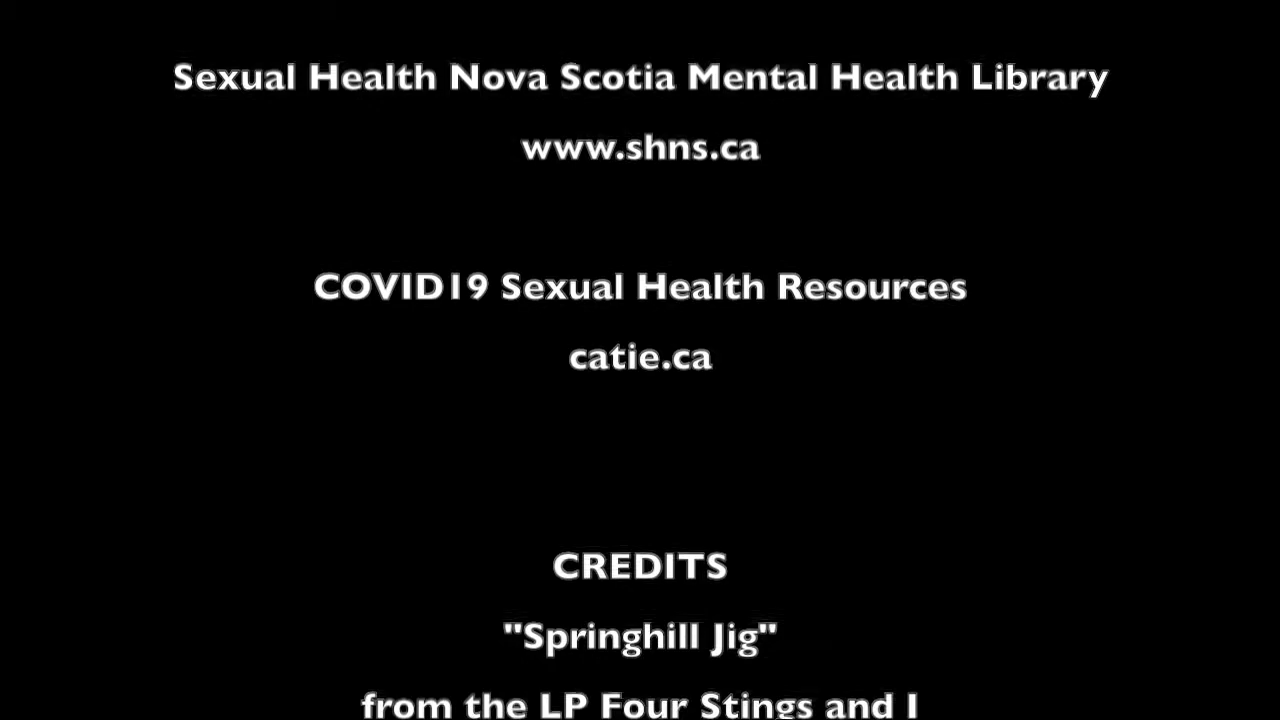 Sexual Health Nova Scotia Mental Health Library
www.shns.ca
COVID19 Sexual Health Resources
catie.ca
CREDITS
"Springhill Jig"
from the LP Four Stings and I